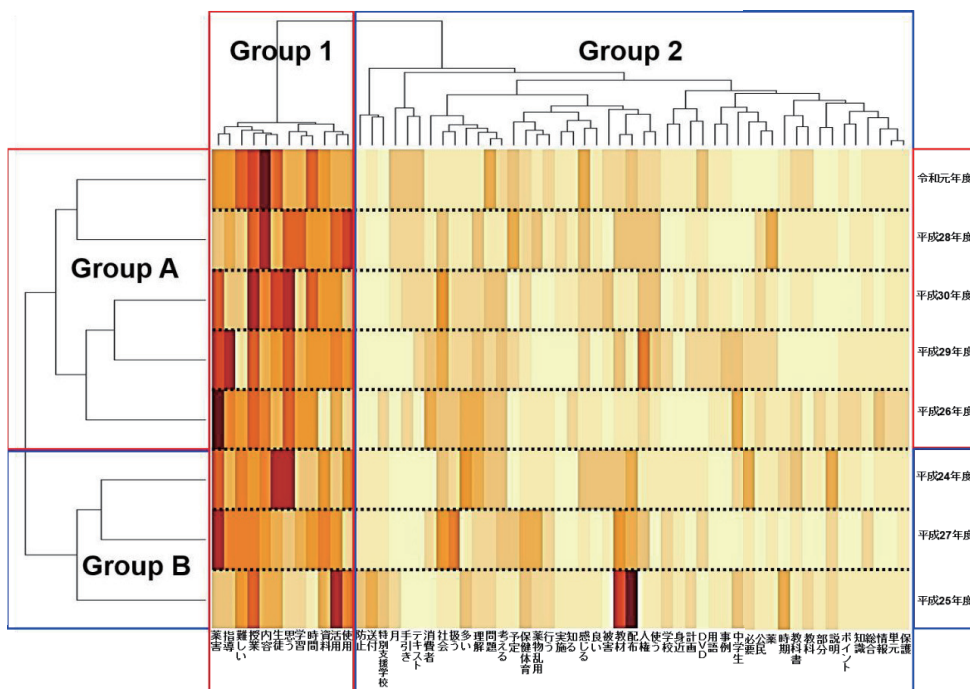 Group 1
Group 2
Group A
Group B
令和元年度
平成28年度
平成30年度
平成29年度
平成26年度
平成24年度
平成27年度
平成25年度
薬害
指導
難しい
授業
内容
生徒
思う
学習
時間
資料
活用
使用
防止
送付
特別支援学校
月
手引き
テキスト
消費者
社会
扱う
多い
理解
問題
考える
予定
保健体育
薬物乱用
行う
実施
知る
感じる
良い
被害
教材
配布
人権
使う
学校
身近
計画
DVD
用語
事例
中学生
必要
公民
薬
時期
教科書
教科
部分
説明
ポイント
知識
総合
情報
単元
保護